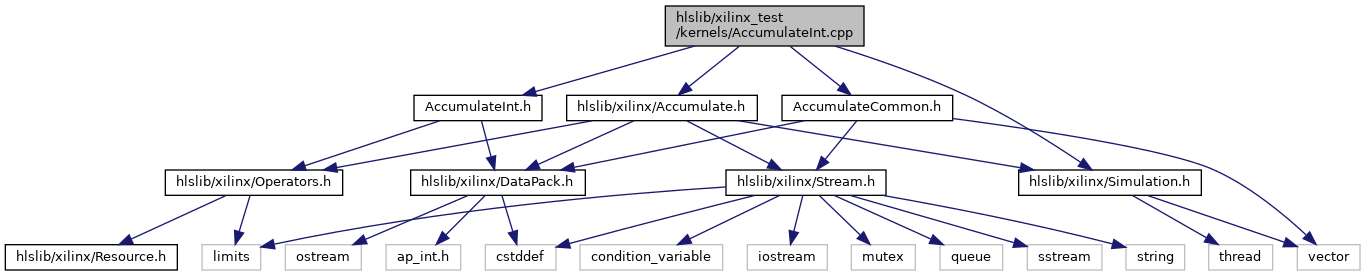 hlslib/xilinx_test
/kernels/AccumulateInt.cpp
AccumulateInt.h
hlslib/xilinx/Accumulate.h
AccumulateCommon.h
hlslib/xilinx/Operators.h
hlslib/xilinx/DataPack.h
hlslib/xilinx/Stream.h
hlslib/xilinx/Simulation.h
hlslib/xilinx/Resource.h
limits
ostream
ap_int.h
cstddef
condition_variable
iostream
mutex
queue
sstream
string
thread
vector